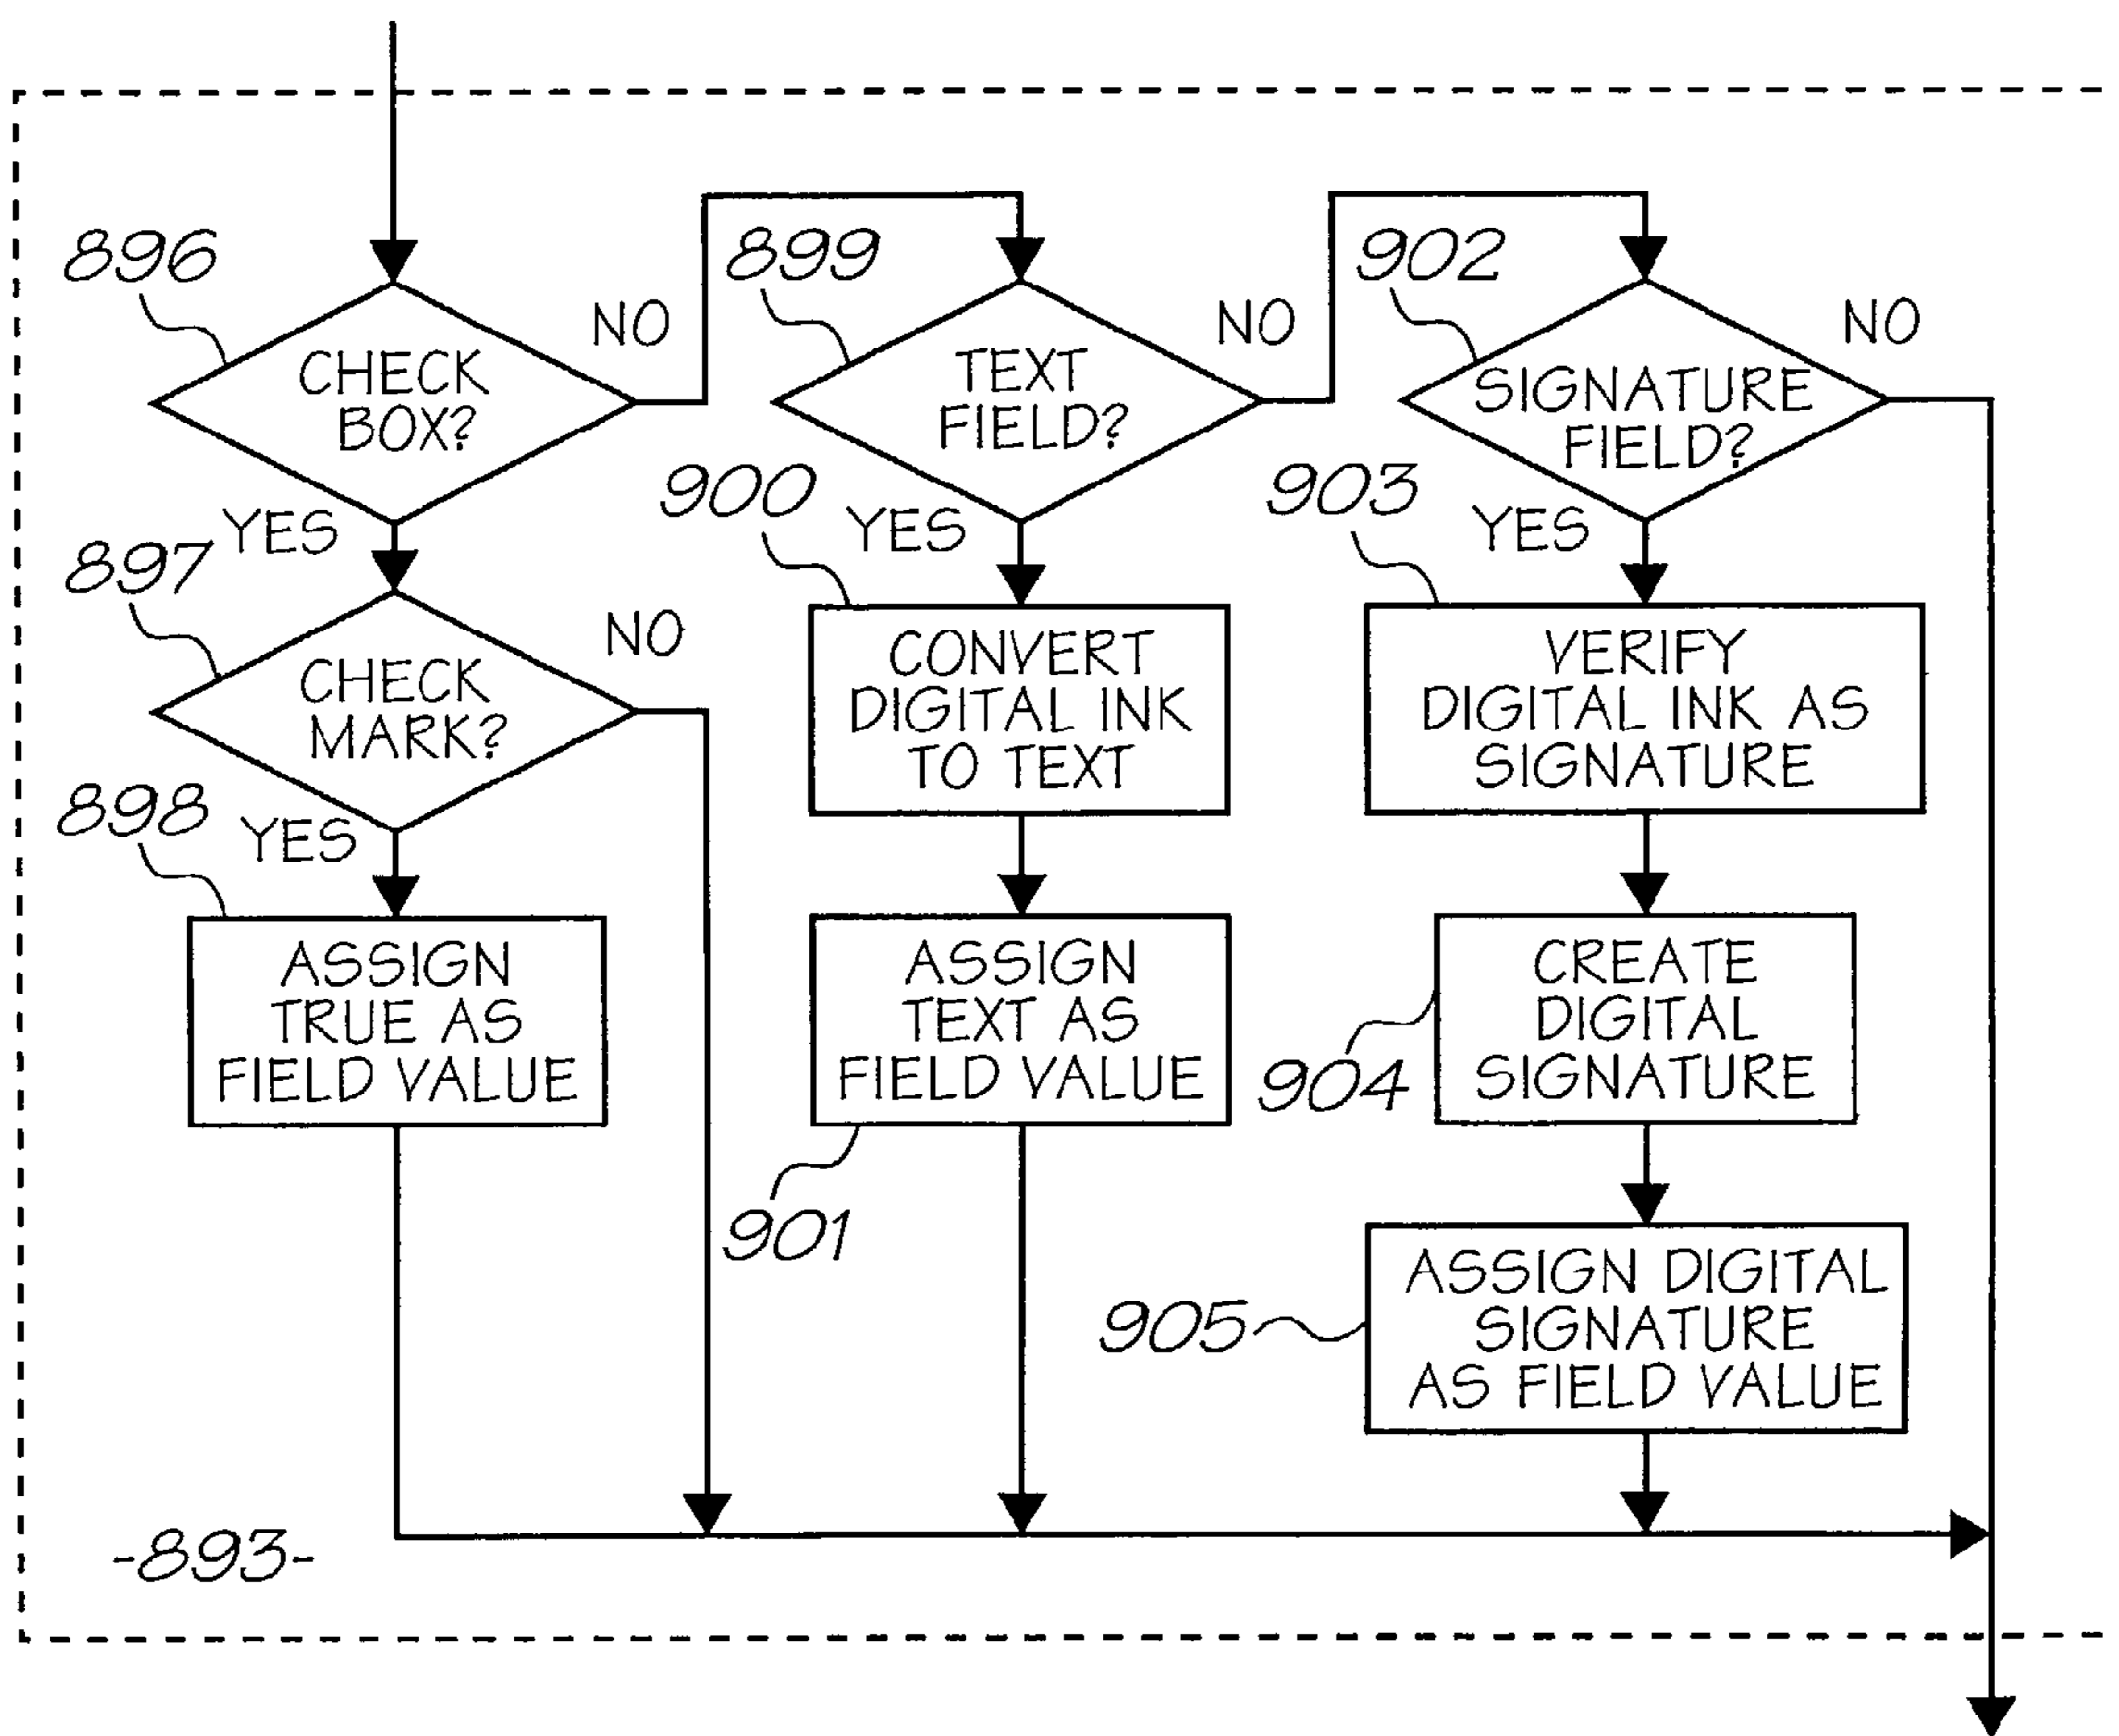 896
CHECK
BOX?
NO
YES
897
CHECK
MARK?
NO
YES
898
ASSIGN
TRUE AS
FIELD VALUE
899
TEXT
FIELD?
NO
YES
900
CONVERT
DIGITAL INK
TO TEXT
ASSIGN
TEXT AS
FIELD VALUE
901
902
SIGNATURE
FIELD?
NO
YES
903
VERIFY
DIGITAL INK AS
SIGNATURE
CREATE
DIGITAL
SIGNATURE
904
ASSIGN DIGITAL
SIGNATURE
AS FIELD VALUE
905
-893-